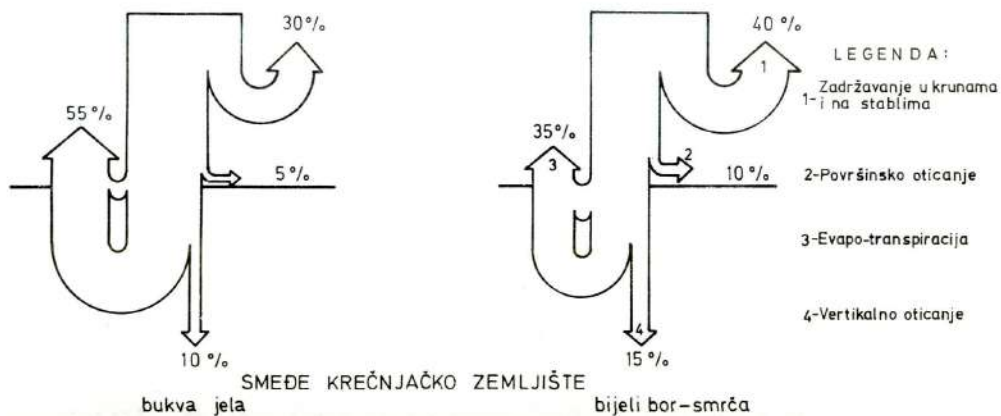 30%
55%
5%
10%
40%
35%
10%
15%
1
2
3
4
LEGENDA:
1- Zadržavanje u krunama
i na stablima
2-Površinsko oticanje
3-Evapo-transpiracija
4-Vertikalno oticanje
SMEĐE KREČNJAČKO ZEMLJIŠTE
bukva jela
bijeli bor-smrča